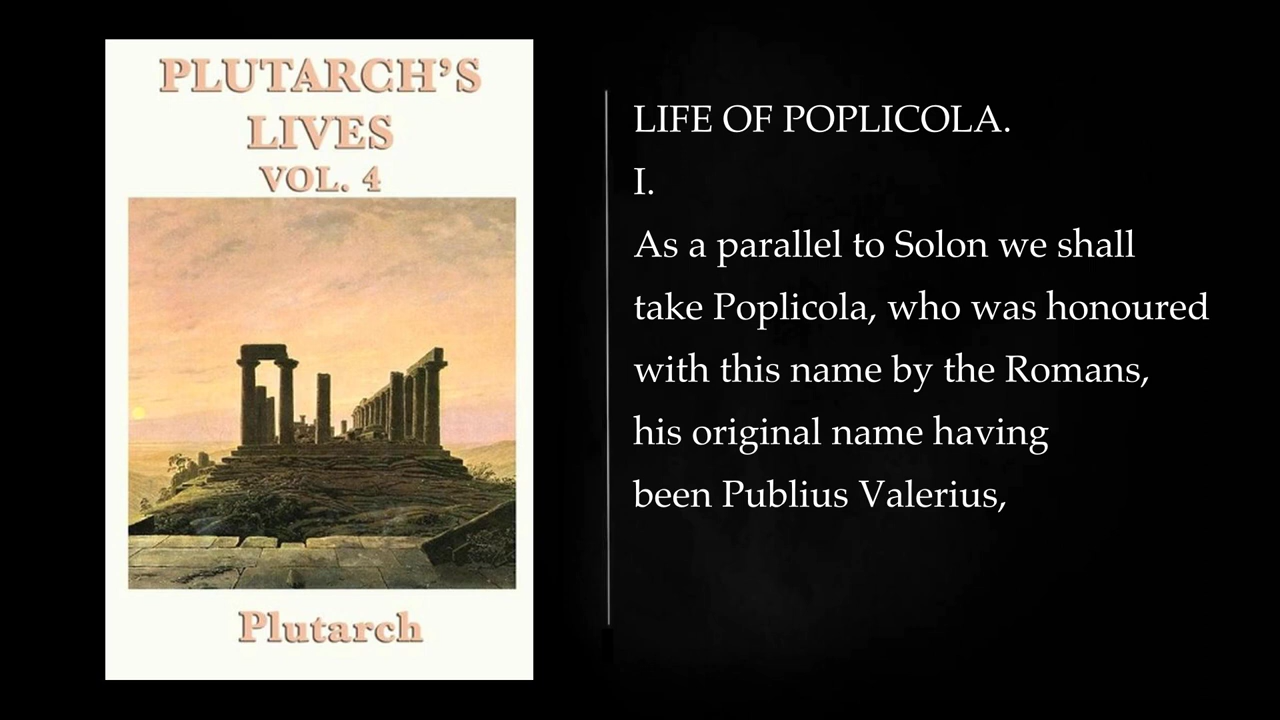 PLUTARCH'S
LIVES
VOL. 4
Plutarch
LIFE OF POPLICOLA.
I.
As a parallel to Solon we shall
take Poplicola, who was honoured
with this name by the Romans,
his original name having
been Publius Valerius,